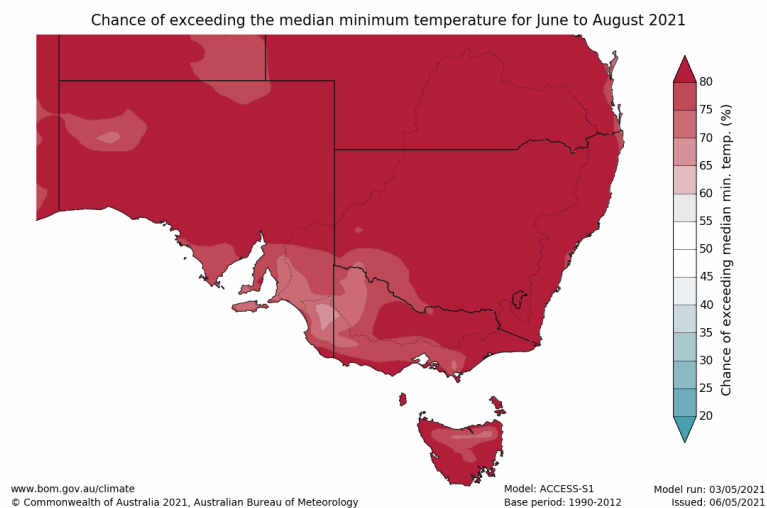 Chance of exceeding the median minimum temperature for June to August 2021
80
75
70
65
60
55
50
45
40
35
30
25
20
Chance of exceeding median min. temp. (%)
www.bom.gov.au/climate
© Commonwealth of Australia 2021, Australian Bureau of Meteorology
Model: ACCESS-S1
Base period: 1990-2012
Model run: 03/05/2021
Issued: 06/05/2021